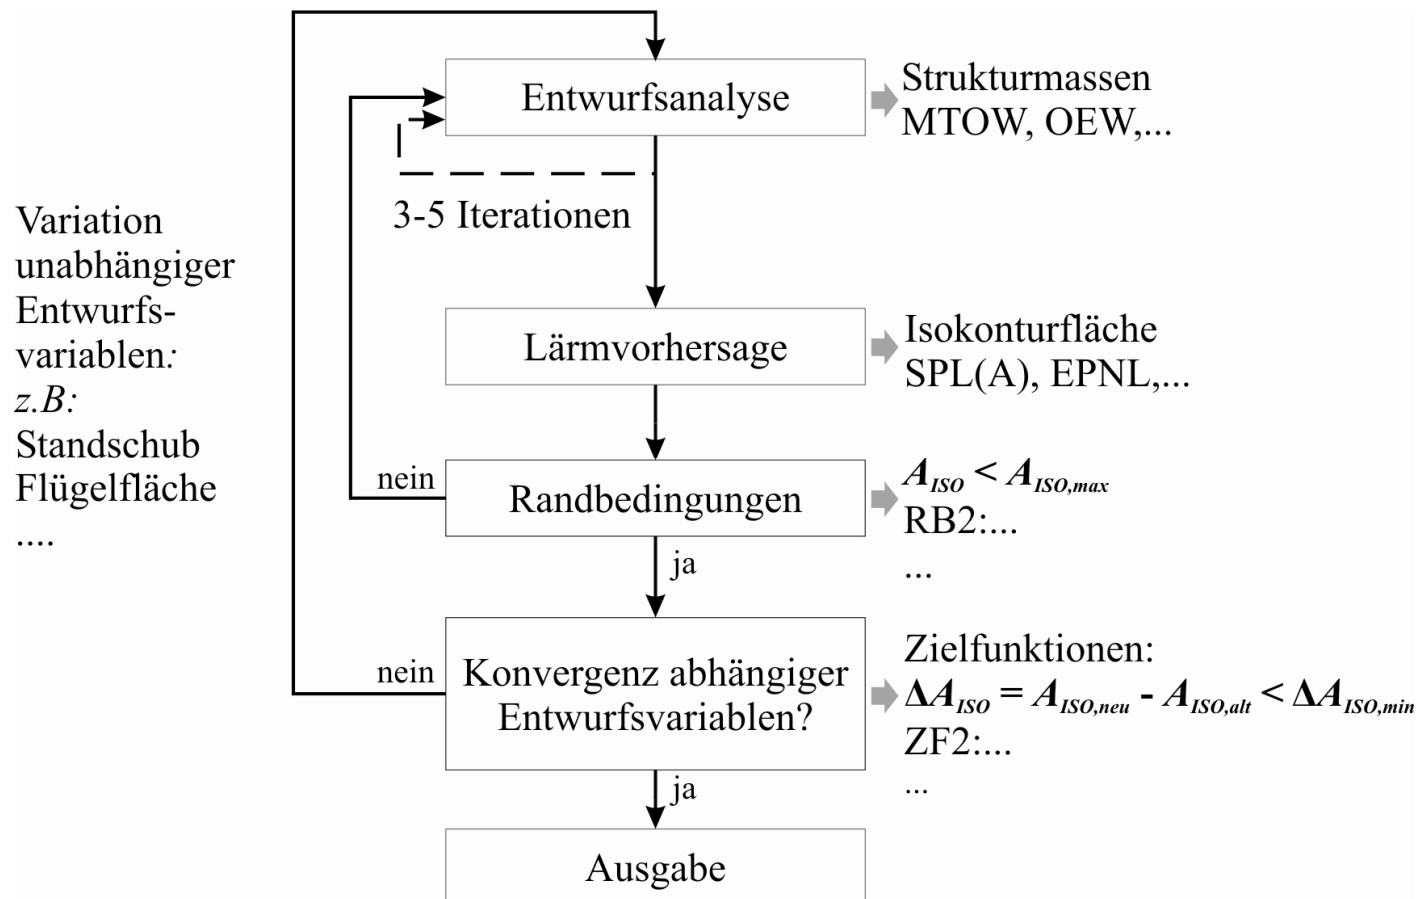 Entwurfsanalyse
Strukturmassen
MTOW, OEW,...
3-5 Iterationen
Variation
unabhängiger
Entwurfs-
variablen:
z.B:
Standschub
Flügelfläche
....
Lärmvorhersage
Isokonturfläche
SPL(A), EPNL,...
nein
Randbedingungen
A_ISO < A_ISO,max
RB2:...
...
ja
nein
Konvergenz abhängiger
Entwurfsvariablen?
Zielfunktionen:
ΔA_ISO = A_ISO,neu - A_ISO,alt < ΔA_ISO,min
ZF2:...
...
ja
Ausgabe